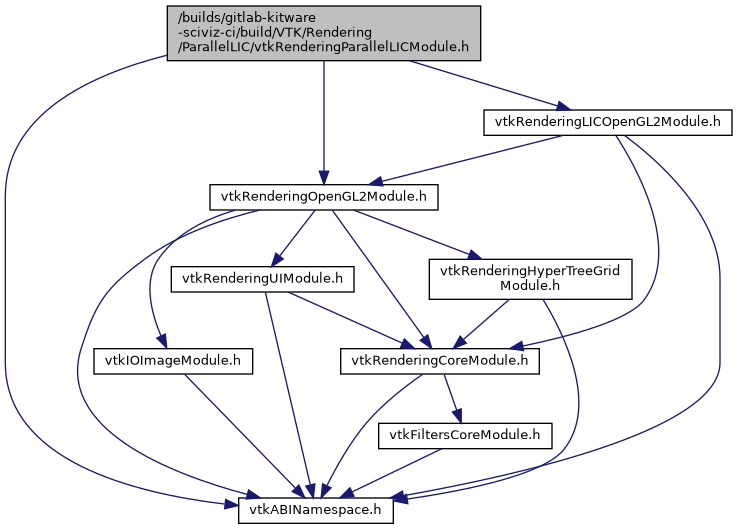 /builds/gitlab-kitware
-sciviz-ci/build/VTK/Rendering
/ParallelLIC/vtkRenderingParallelLICModule.h
vtkRenderingLICOpenGL2Module.h
vtkRenderingOpenGL2Module.h
vtkRenderingUIModule.h
vtkRenderingHyperTreeGrid
Module.h
vtkIOImageModule.h
vtkRenderingCoreModule.h
vtkFiltersCoreModule.h
vtkABINamespace.h